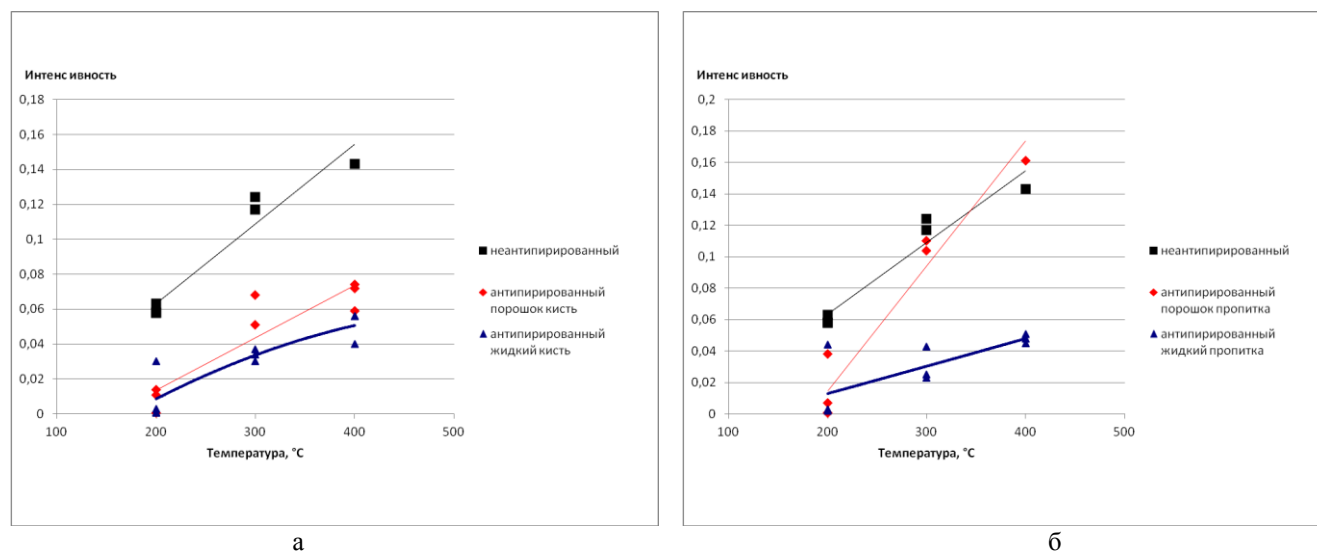 Интенс ивность
0,18
0,16
0,14
0,12
0,1
0,08
0,06
0,04
0,02
0
100
200
300
400
500
Температура, °С
неантипирированный
антипирированный
порошок кисть
антипирированный
жидкий кисть
а
Интенс ивность
0,2
0,18
0,16
0,14
0,12
0,1
0,08
0,06
0,04
0,02
0
100
200
300
400
500
Температура, °С
неантипирированный
антипирированный
порошок пропитка
антипирированный
жидкий пропитка
б